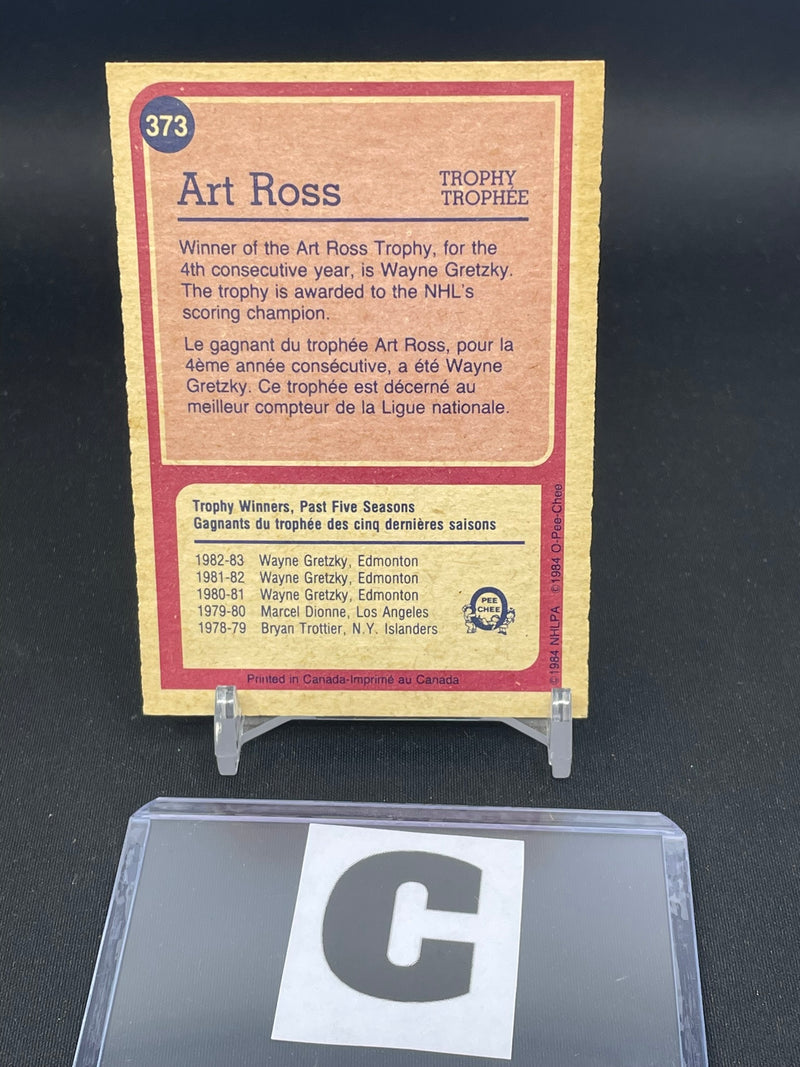 373
Art Ross
TROPHY
TROPHÉE
Winner of the Art Ross Trophy, for the
4th consecutive year, is Wayne Gretzky.
The trophy is awarded to the NHL's
scoring champion.
Le gagnant du trophée Art Ross, pour la
4ème année consécutive, a été Wayne
Gretzky. Ce trophée est décerné au
meilleur compteur de la Ligue nationale.
Trophy Winners, Past Five Seasons
Gagnants du trophée des cinq dernières saisons
1982-83 Wayne Gretzky, Edmonton
1981-82 Wayne Gretzky, Edmonton
1980-81 Wayne Gretzky, Edmonton
1979-80 Marcel Dionne, Los Angeles
1978-79 Bryan Trottier, N.Y. Islanders
PEE
CHEE
Printed in Canada-Imprimé au Canada
©1984 NHLPA ©1984 O-Pee-Chee
C